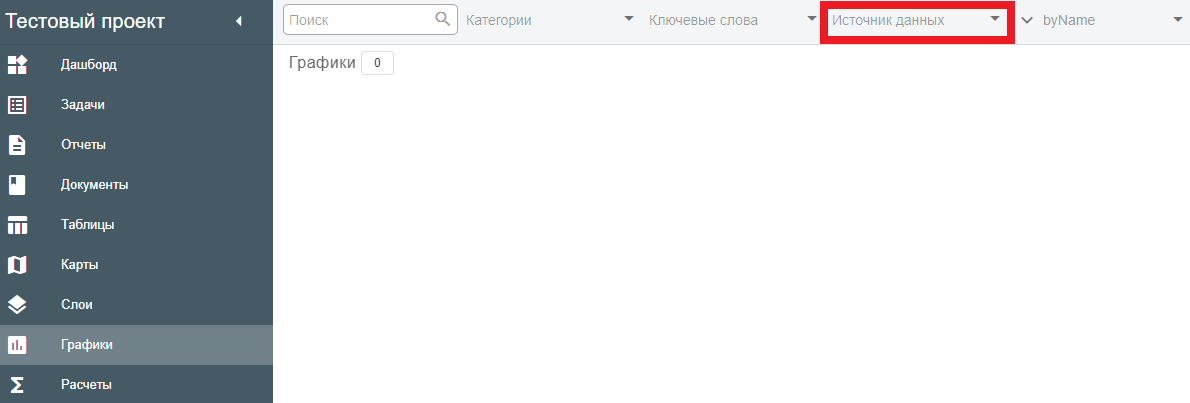 Тестовый проект
Дашборд
Задачи
Отчеты
Документы
Таблицы
Карты
Слои
Графики
Расчеты
Поиск Категории Ключевые слова Источник данных byName
Графики 0